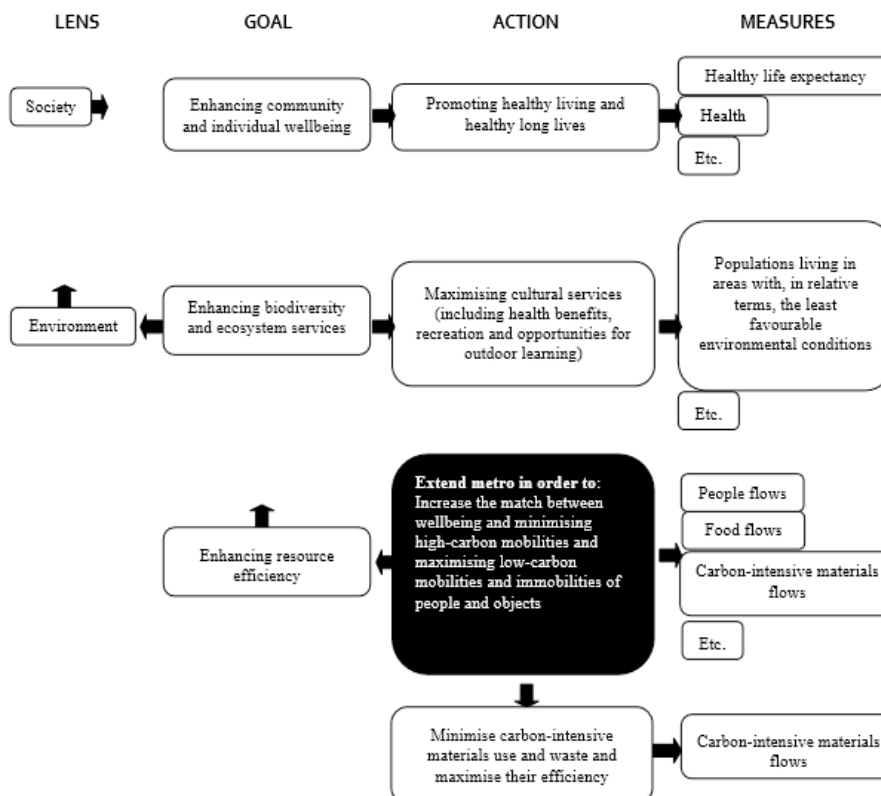 LENS
GOAL
ACTION
MEASURES
Society
Enhancing community
and individual wellbeing
Promoting healthy living and
healthy long lives
Healthy life expectancy
Health
Etc.
Environment
Enhancing biodiversity
and ecosystem services
Maximising cultural services
(including health benefits,
recreation and opportunities for
outdoor learning)
Populations living in
areas with, in relative
terms, the least
favourable
environmental conditions
Etc.
Enhancing resource
efficiency
Extend metro in order to:
Increase the match between
wellbeing and minimising
high-carbon mobilities and
maximising low-carbon
mobilities and immobilities of
people and objects
People flows
Food flows
Carbon-intensive materials
flows
Etc.
Minimise carbon-intensive
materials use and waste and
maximise their efficiency
Carbon-intensive materials
flows